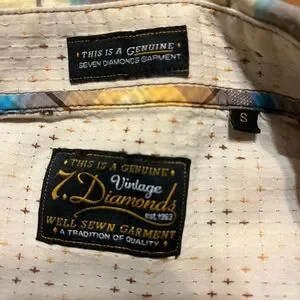 THIS IS A GENUINE
SEVEN DIAMONDS GARMENT
S
THIS IS A GENUINE
7. Diamonds
Vintage
est. 1963
WELL SEWN GARMENT
A TRADITION OF QUALITY